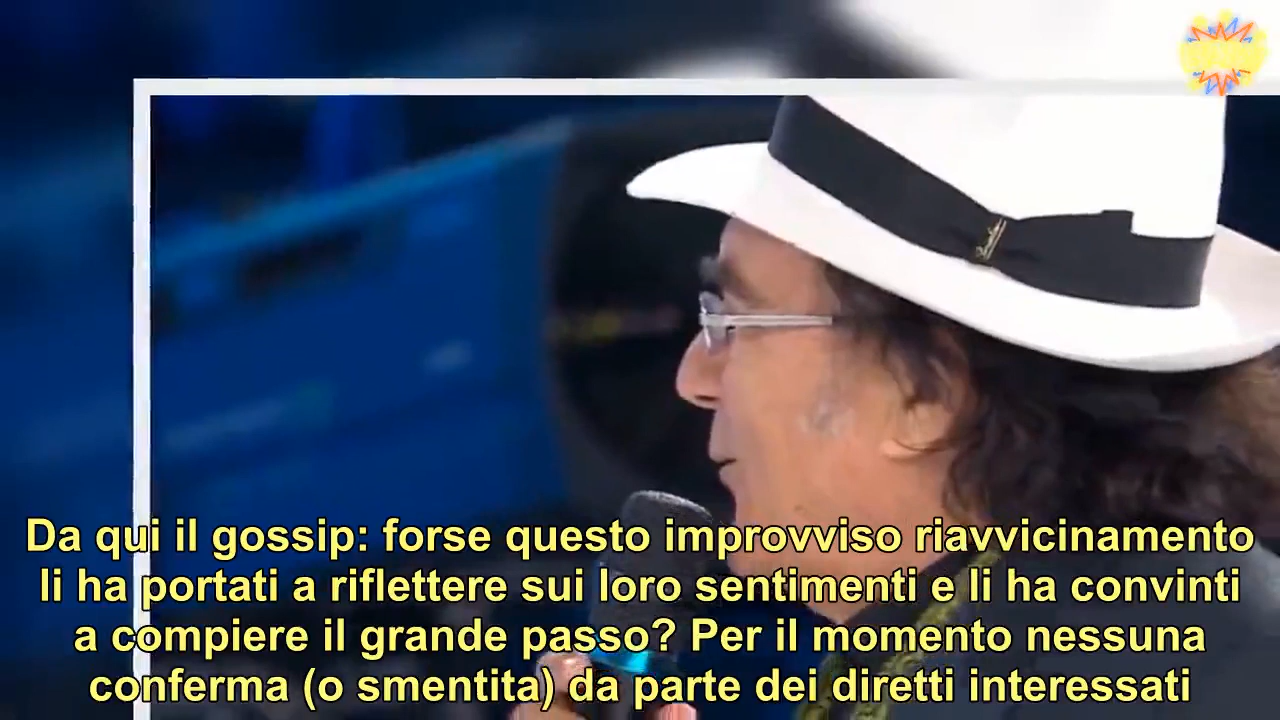 Da qui il gossip: forse questo improvviso riavvicinamento
li ha portati a riflettere sui loro sentimenti e li ha convinti
a compiere il grande passo? Per il momento nessuna
conferma (o smentita) da parte dei diretti interessati